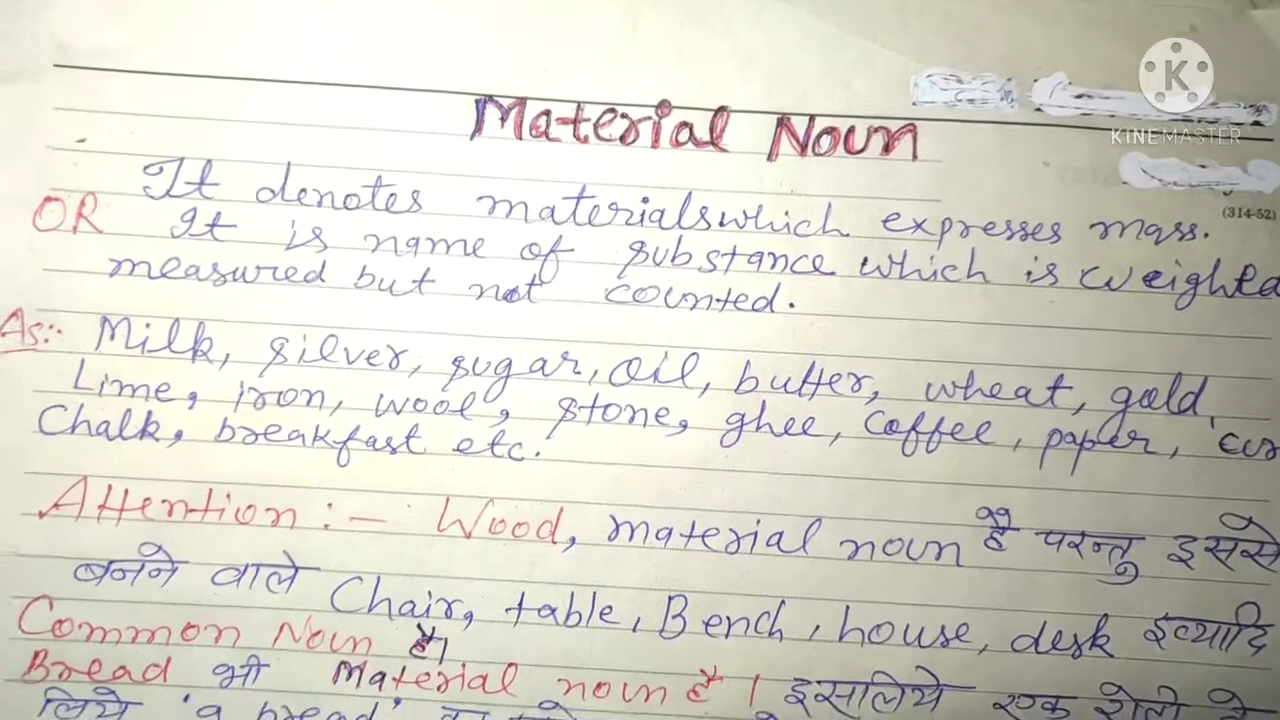 K
KINEMASTER
Material Noun
It denotes materials which expresses mass.
(314-52)
OR It is name of substance which is weighted
measured but not counted.
As:- Milk, silver, sugar, oil, butter, wheat, gold,
Lime, iron, wool, stone, ghee, Coffee, paper,
Chalk, breakfast etc.
Attention :- Wood, material noun है परन्तु इससे
बनने वाले Chair, table, Bench, house, desk इत्यादि
Common Noun है।
Bread भी Material noun है । इसलिये एक रोटी के
लिये 'a bread'